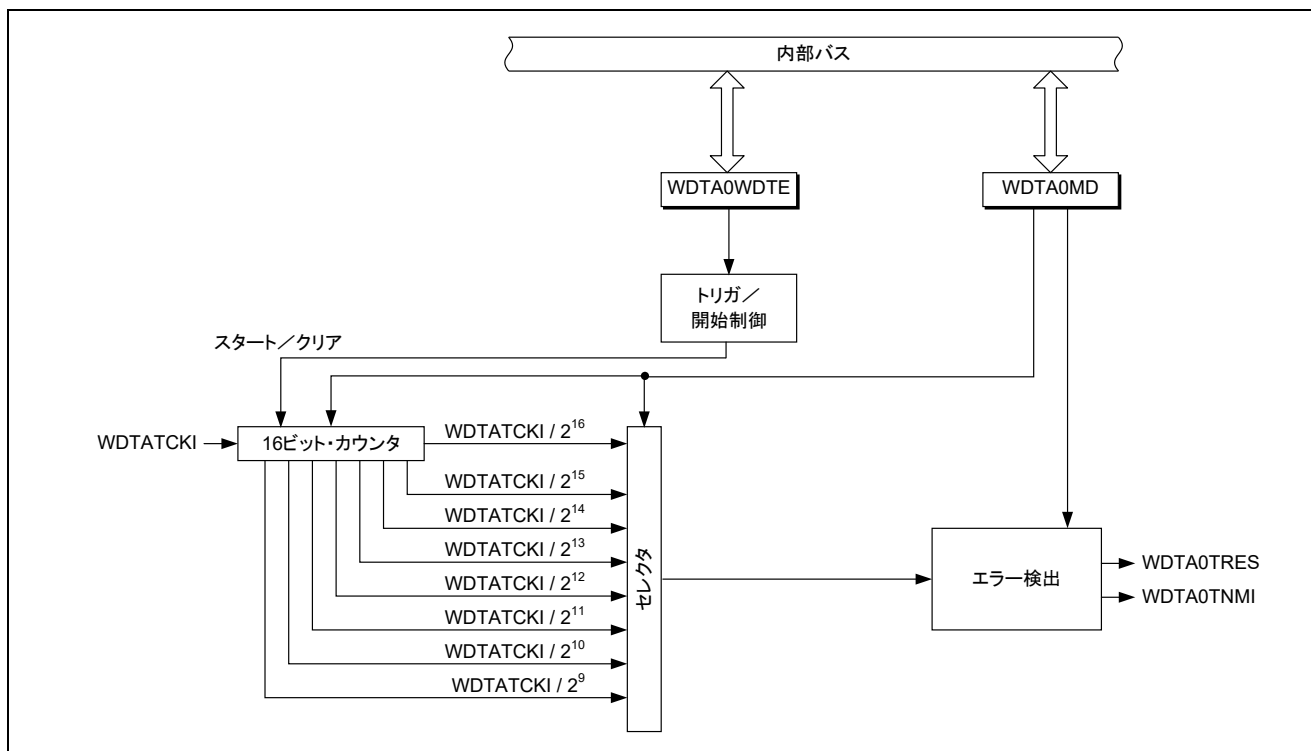 内部バス
WDTA0WDTE
WDTA0MD
トリガ／
開始制御
スタート／クリア
WDTATCKI
16ビット・カウンタ
WDTATCKI / 2^16
WDTATCKI / 2^15
WDTATCKI / 2^14
WDTATCKI / 2^13
WDTATCKI / 2^12
WDTATCKI / 2^11
WDTATCKI / 2^10
WDTATCKI / 2^9
セレクタ
エラー検出
WDTA0TRES
WDTA0TNMI